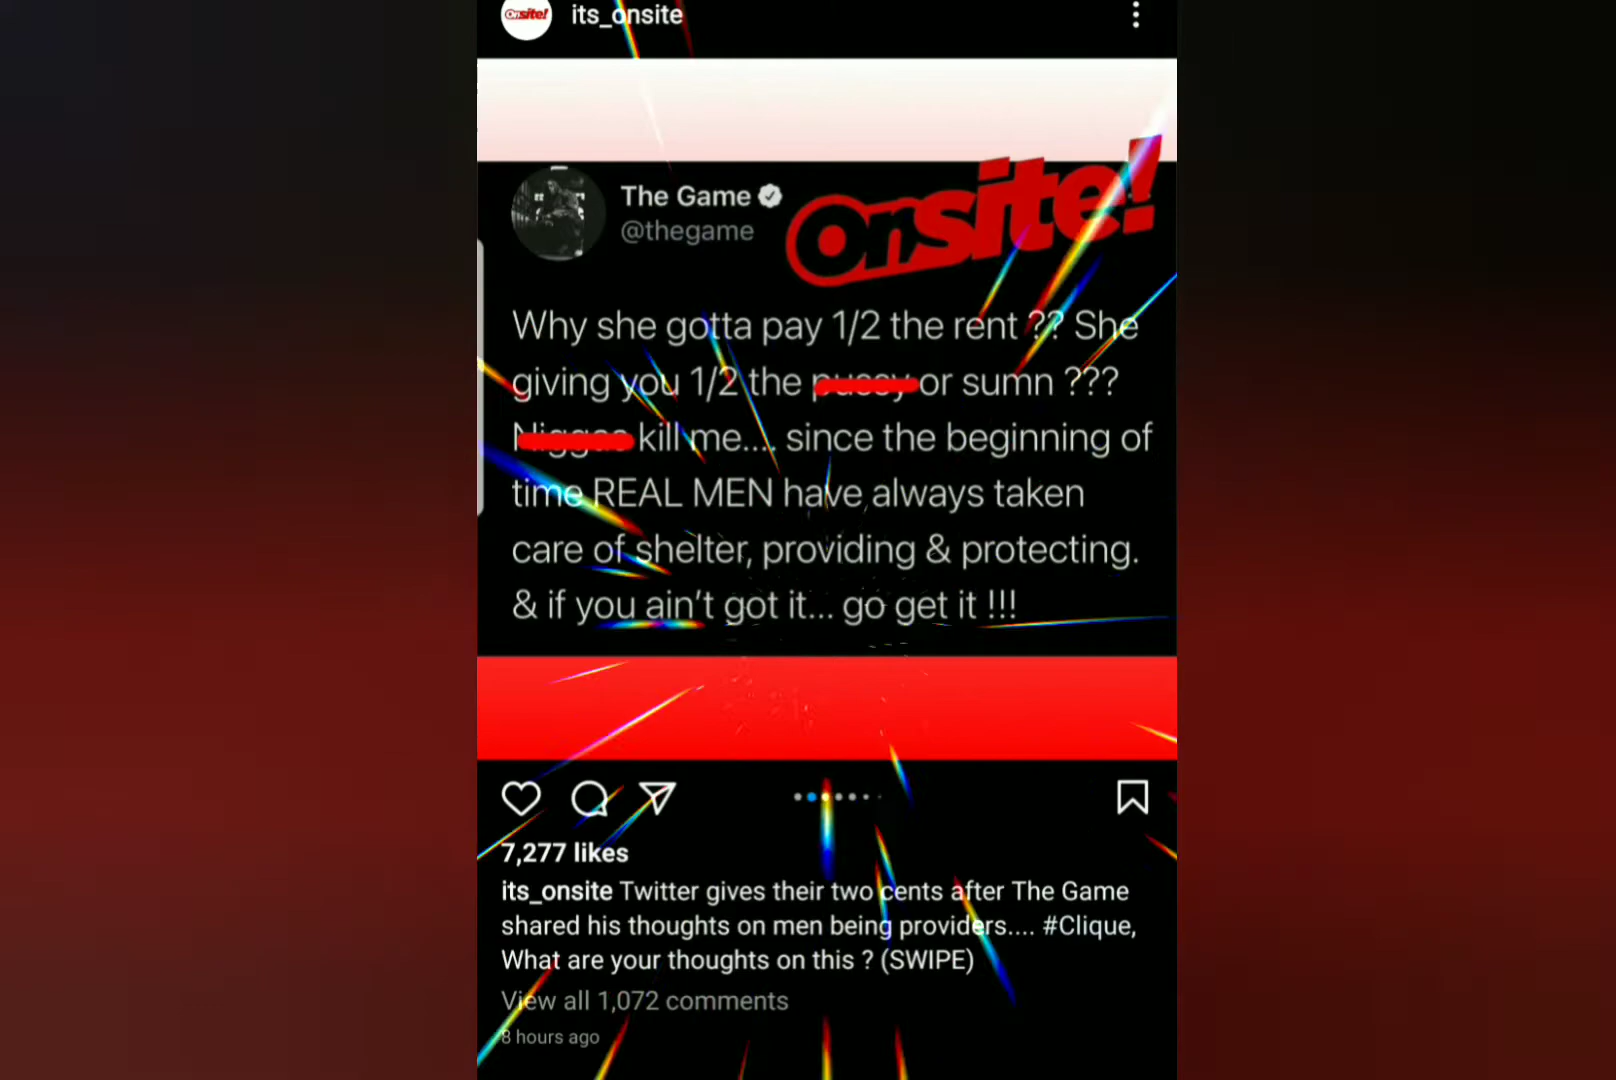 Onsite!
its_onsite
The Game
@thegame
Onsite!
Why she gotta pay 1/2 the rent ?? She
giving you 1/2 the pussy or sumn ???
Niggas kill me.... since the beginning of
time REAL MEN have always taken
care of shelter, providing & protecting.
& if you ain't got it... go get it !!!
7,277 likes
its_onsite Twitter gives their two cents after The Game
shared his thoughts on men being providers.... #Clique,
What are your thoughts on this ? (SWIPE)
View all 1,072 comments
8 hours ago